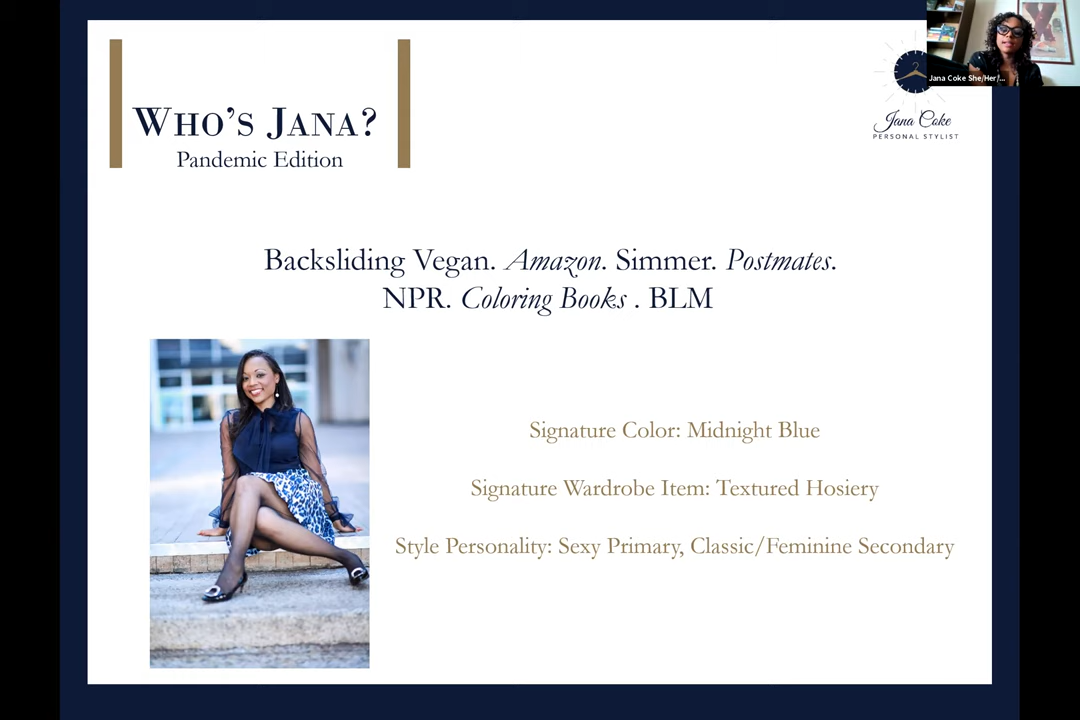 WHO'S JANA?
Pandemic Edition
Jana Coke She/Her/...
Jana Coke
PERSONAL STYLIST
Backsliding Vegan. Amazon. Simmer. Postmates.
NPR. Coloring Books . BLM
Signature Color: Midnight Blue
Signature Wardrobe Item: Textured Hosiery
Style Personality: Sexy Primary, Classic/Feminine Secondary